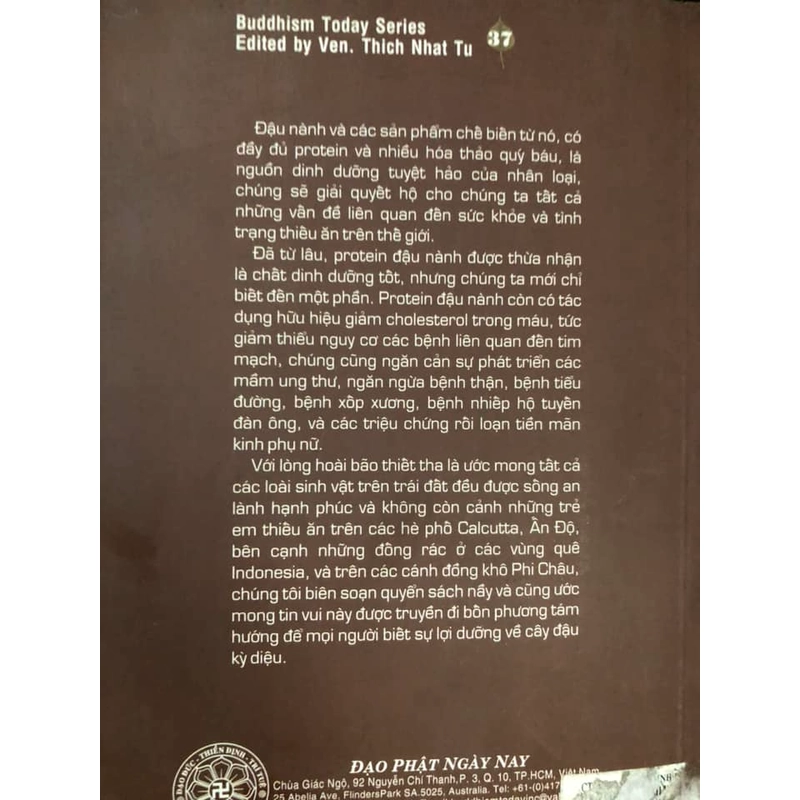 Buddhism Today Series
Edited by Ven. Thich Nhat Tu 37
Đậu nành và các sản phẩm chế biến từ nó, có
đầy đủ protein và nhiều hóa thảo quý báu, là
nguồn dinh dưỡng tuyệt hảo của nhân loại,
chúng sẽ giải quyết hộ cho chúng ta tất cả
những vấn đề liên quan đến sức khỏe và tình
trạng thiếu ăn trên thế giới.
Đã từ lâu, protein đậu nành được thừa nhận
là chất dinh dưỡng tốt, nhưng chúng ta mới chỉ
biết đến một phần. Protein đậu nành còn có tác
dụng hữu hiệu giảm cholesterol trong máu, tức
giảm thiểu nguy cơ các bệnh liên quan đến tim
mạch, chúng cũng ngăn cản sự phát triển các
mầm ung thư, ngăn ngừa bệnh thận, bệnh tiểu
đường, bệnh xốp xương, bệnh nhiếp hộ tuyến
đàn ông, và các triệu chứng rối loạn tiền mãn
kinh phụ nữ.
Với lòng hoài bão thiết tha là ước mong tất cả
các loài sinh vật trên trái đất đều được sống an
lành hạnh phúc và không còn cảnh những trẻ
em thiếu ăn trên các hè phố Calcutta, Ấn Độ,
bên cạnh những đống rác ở các vùng quê
Indonesia, và trên các cánh đồng khô Phi Châu,
chúng tôi biên soạn quyển sách nầy và cũng ước
mong tin vui này được truyền đi bốn phương tám
hướng để mọi người biết sự lợi dưỡng về cây đậu
kỳ diệu.
ĐẠO ĐỨC - THIỀN ĐỊNH - TRÍ TUỆ
ĐẠO PHẬT NGÀY NAY
Chùa Giác Ngộ, 92 Nguyễn Chí Thanh, P. 3, Q. 10, TP.HCM, Việt Nam
25 Abelia Ave, FlindersPark SA.5025, Australia. Tel: +61-(0)417